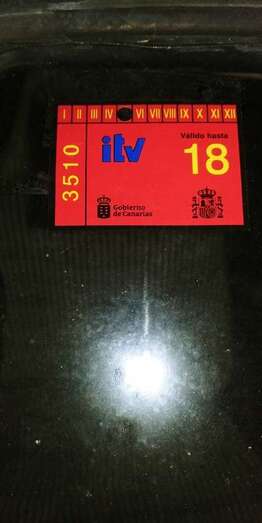 I II III IV VI VII VIII IX X XI XII
3510
itv
Válido hasta
18
Gobierno
de Canarias